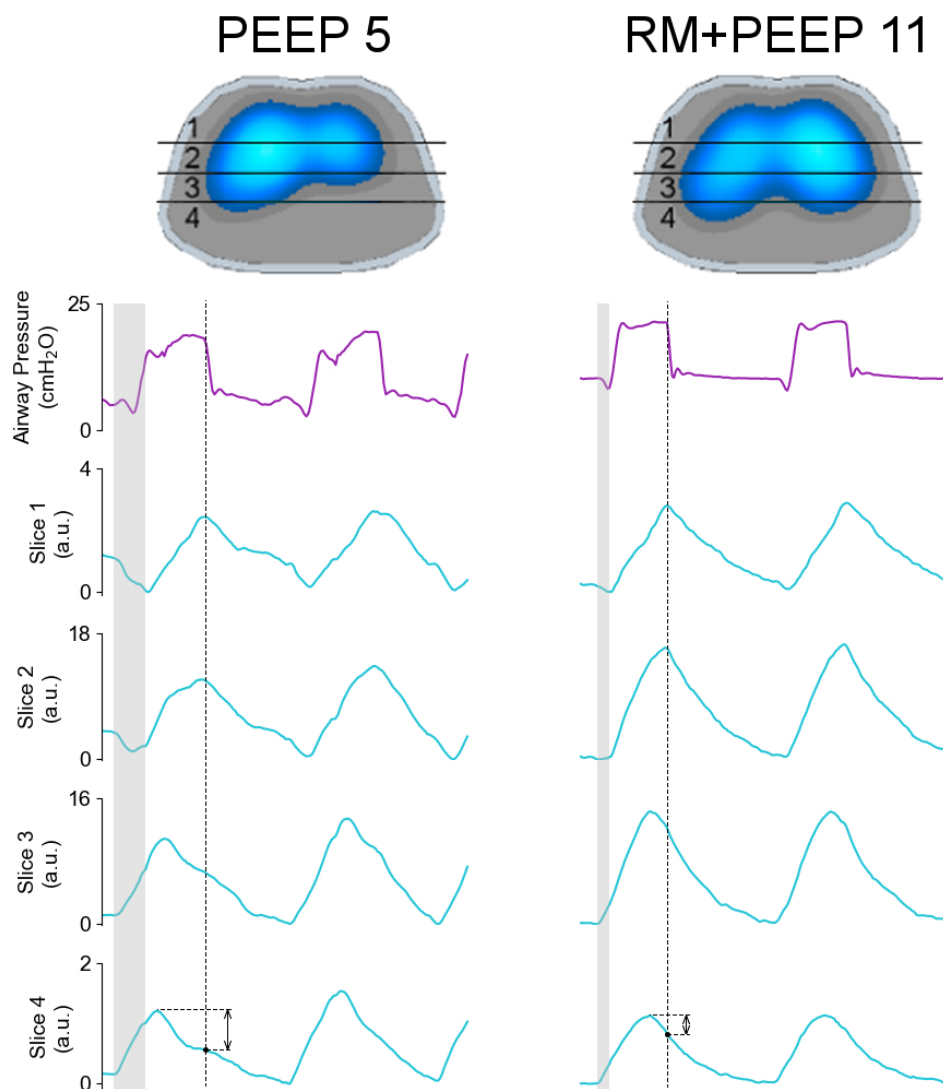 PEEP 5
RM+PEEP 11
1
2
3
4
1
2
3
4
Airway Pressure
(cmH₂O)
25
0
Slice 1
(a.u.)
4
0
Slice 2
(a.u.)
18
0
Slice 3
(a.u.)
16
0
Slice 4
(a.u.)
2
0